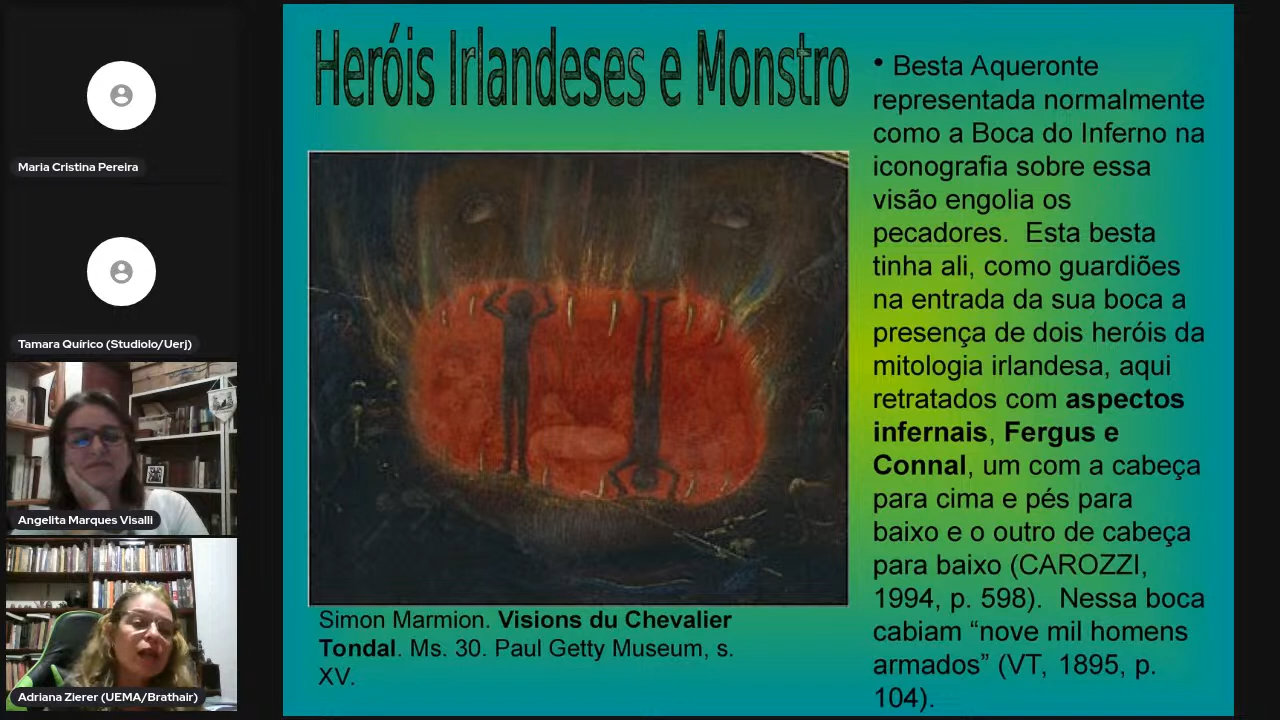 Maria Cristina Pereira
Tamara Quírico (Studiolo/Uerj)
Angelita Marques Visalli
Adriana Zierer (UEMA/Brathair)
Heróis Irlandeses e Monstro
Simon Marmion. Visions du Chevalier
Tondal. Ms. 30. Paul Getty Museum, s.
XV.
• Besta Aqueronte
representada normalmente
como a Boca do Inferno na
iconografia sobre essa
visão engolia os
pecadores. Esta besta
tinha ali, como guardiões
na entrada da sua boca a
presença de dois heróis da
mitologia irlandesa, aqui
retratados com aspectos
infernais, Fergus e
Connal, um com a cabeça
para cima e pés para
baixo e o outro de cabeça
para baixo (CAROZZI,
1994, p. 598). Nessa boca
cabiam “nove mil homens
armados” (VT, 1895, p.
104).